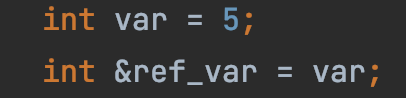 int var = 5;
int &ref_var = var;